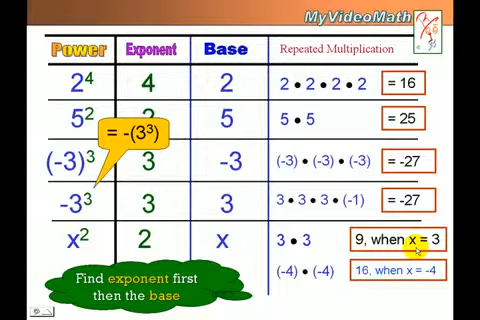 MyVideoMath
Power Exponent Base Repeated Multiplication
2⁴ 4 2 2 • 2 • 2 • 2 = 16
5² 5 5 • 5 = 25
= -(3³)
(-3)³ 3 -3 (-3) • (-3) • (-3) = -27
-3³ 3 3 3 • 3 • 3 • (-1) = -27
x² 2 x 3 • 3 9, when x = 3
(-4) • (-4) 16, when x = -4
Find exponent first
then the base